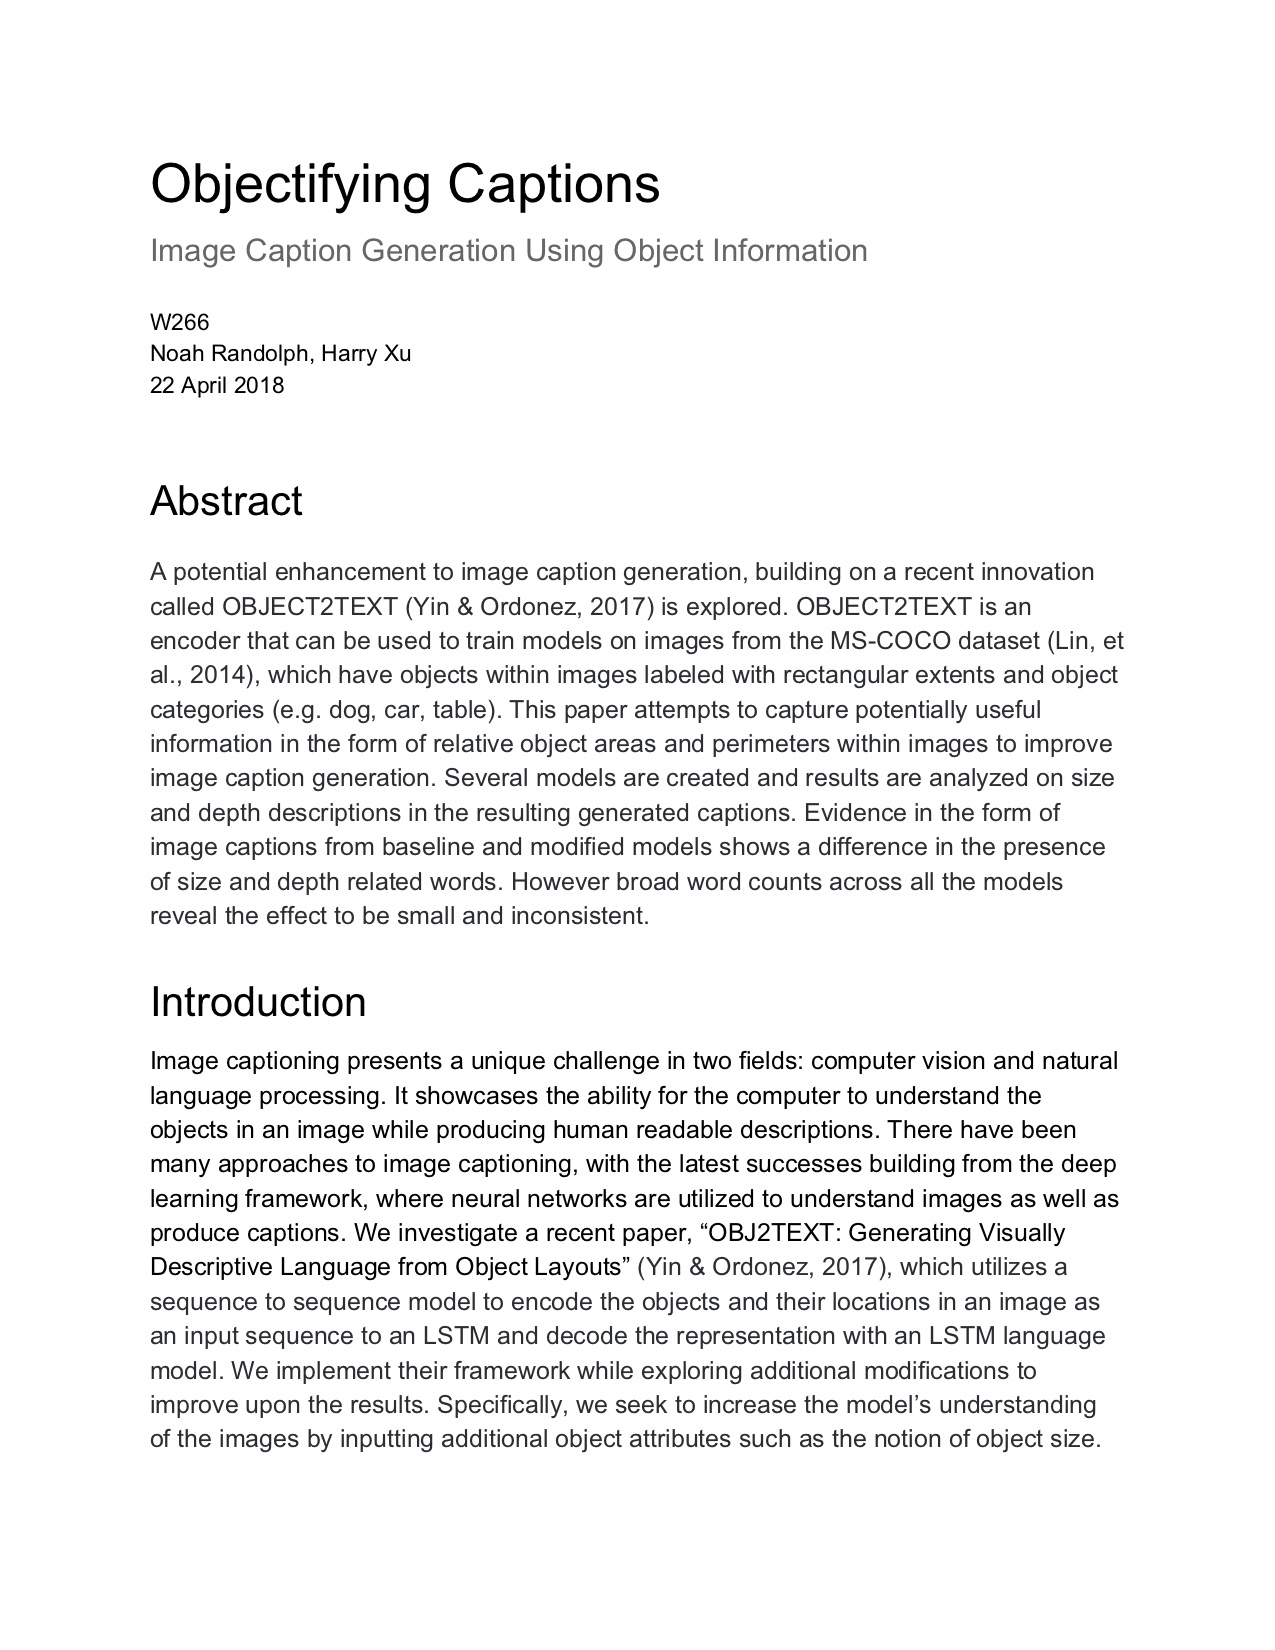 Objectifying Captions
Image Caption Generation Using Object Information
W266
Noah Randolph, Harry Xu
22 April 2018
Abstract
A potential enhancement to image caption generation, building on a recent innovation
called OBJECT2TEXT (Yin & Ordonez, 2017) is explored. OBJECT2TEXT is an
encoder that can be used to train models on images from the MS-COCO dataset (Lin, et
al., 2014), which have objects within images labeled with rectangular extents and object
categories (e.g. dog, car, table). This paper attempts to capture potentially useful
information in the form of relative object areas and perimeters within images to improve
image caption generation. Several models are created and results are analyzed on size
and depth descriptions in the resulting generated captions. Evidence in the form of
image captions from baseline and modified models shows a difference in the presence
of size and depth related words. However broad word counts across all the models
reveal the effect to be small and inconsistent.
Introduction
Image captioning presents a unique challenge in two fields: computer vision and natural
language processing. It showcases the ability for the computer to understand the
objects in an image while producing human readable descriptions. There have been
many approaches to image captioning, with the latest successes building from the deep
learning framework, where neural networks are utilized to understand images as well as
produce captions. We investigate a recent paper, “OBJ2TEXT: Generating Visually
Descriptive Language from Object Layouts” (Yin & Ordonez, 2017), which utilizes a
sequence to sequence model to encode the objects and their locations in an image as
an input sequence to an LSTM and decode the representation with an LSTM language
model. We implement their framework while exploring additional modifications to
improve upon the results. Specifically, we seek to increase the model’s understanding
of the images by inputting additional object attributes such as the notion of object size.